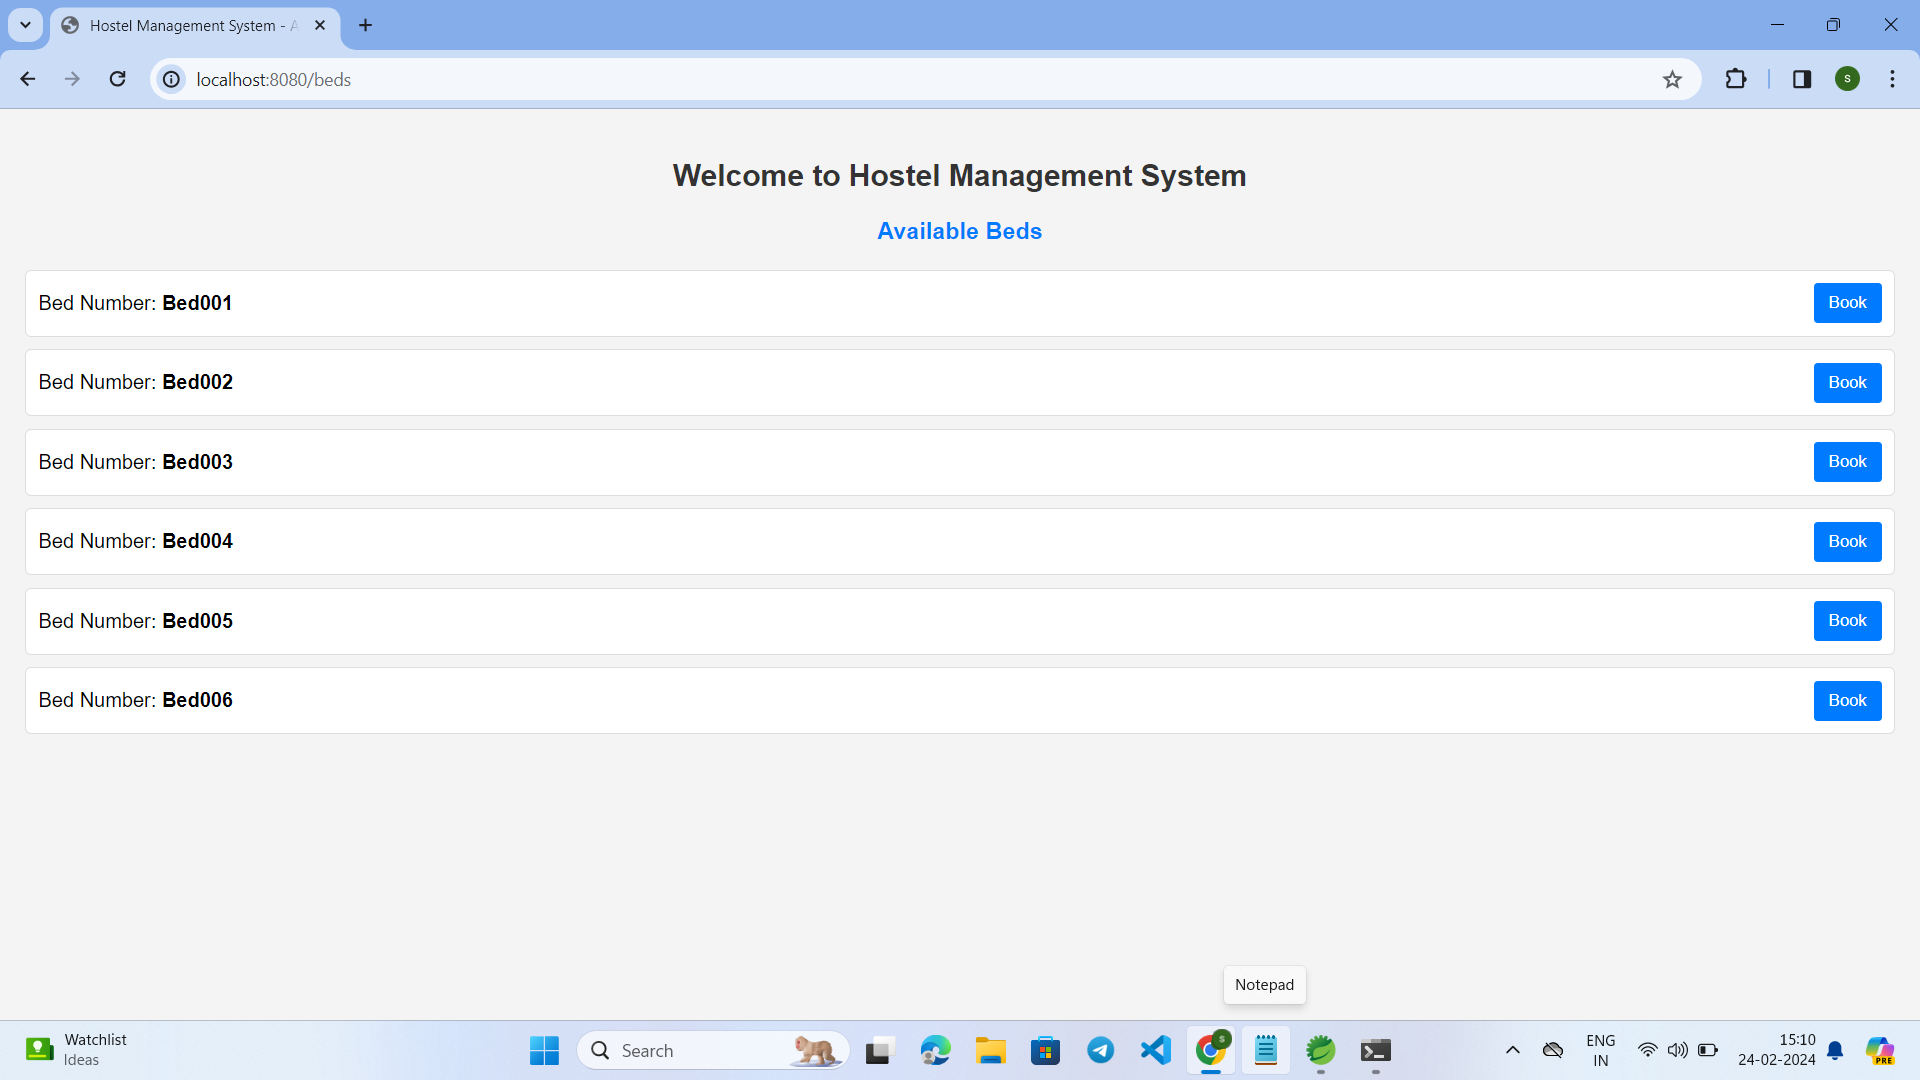 Hostel Management System - A
localhost:8080/beds
S
Welcome to Hostel Management System
Available Beds
Bed Number: Bed001
Book
Bed Number: Bed002
Book
Bed Number: Bed003
Book
Bed Number: Bed004
Book
Bed Number: Bed005
Book
Bed Number: Bed006
Book
Notepad
Watchlist
Ideas
Search
S
ENG
IN
15:10
24-02-2024
PRE